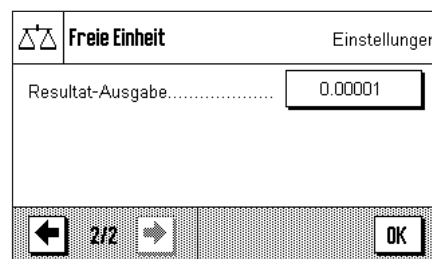 Freie Einheit Einstellungen
Resultat-Ausgabe.................... 0.00001
2/2 OK